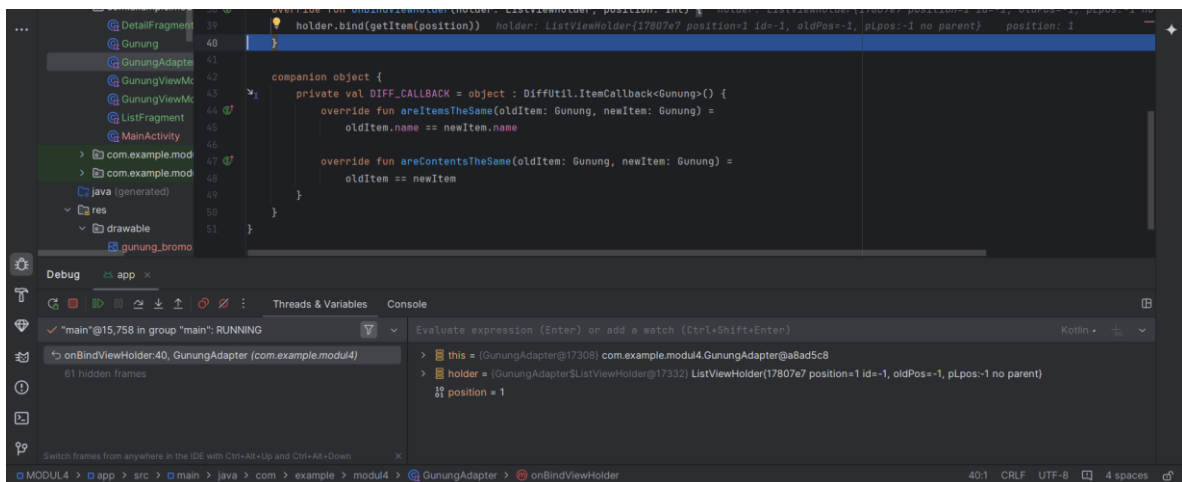 DetailFragment
Gunung
GunungAdapte
GunungViewMo
GunungViewMo
ListFragment
MainActivity
com.example.mod
com.example.mod
java (generated)
res
drawable
gunung_bromo
39 holder.bind(getItem(position)) holder: ListViewHolder{17807e7 position=1 id=-1, oldPos=-1, pLpos:-1 no parent} position: 1
40 }
41
42 companion object {
43 private val DIFF_CALLBACK = object : DiffUtil.ItemCallback<Gunung>() {
44 override fun areItemsTheSame(oldItem: Gunung, newItem: Gunung) =
45 oldItem.name == newItem.name
46
47 override fun areContentsTheSame(oldItem: Gunung, newItem: Gunung) =
48 oldItem == newItem
49 }
50 }
51 }
Debug app
Threads & Variables Console
"main"@15,758 in group "main": RUNNING
Evaluate expression (Enter) or add a watch (Ctrl+Shift+Enter) Kotlin
onBindViewHolder:40, GunungAdapter (com.example.modul4)
61 hidden frames
this = {GunungAdapter@17308} com.example.modul4.GunungAdapter@a8ad5c8
holder = {GunungAdapter$ListViewHolder@17332} ListViewHolder{17807e7 position=1 id=-1, oldPos=-1, pLpos:-1 no parent}
position = 1
Switch frames from anywhere in the IDE with Ctrl+Alt+Up and Ctrl+Alt+Down
MODUL4 > app > src > main > java > com > example > modul4 > GunungAdapter > onBindViewHolder 40:1 CRLF UTF-8 4 spaces